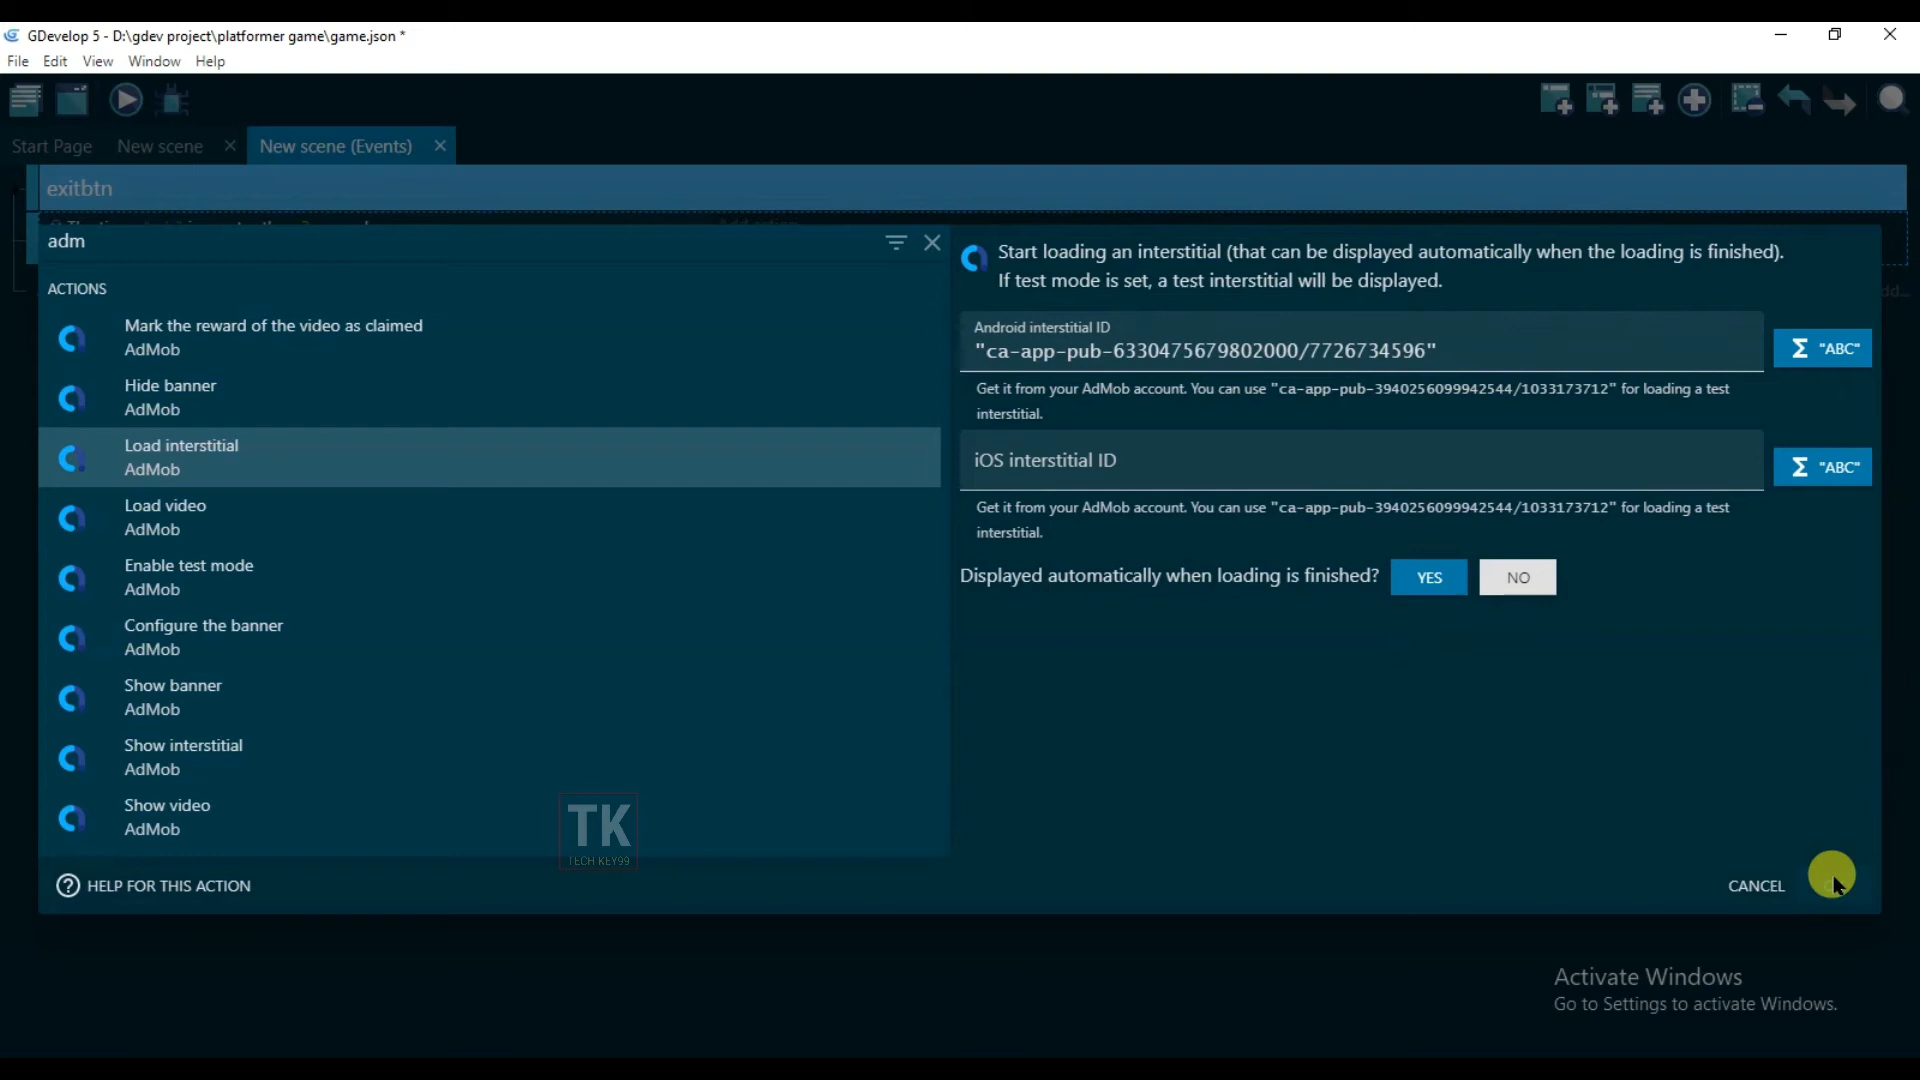 GDevelop 5 - D:\gdev project\platformer game\game.json *
File Edit View Window Help
Start Page New scene New scene (Events)
exitbtn
adm
ACTIONS
Mark the reward of the video as claimed
AdMob
Hide banner
AdMob
Load interstitial
AdMob
Load video
AdMob
Enable test mode
AdMob
Configure the banner
AdMob
Show banner
AdMob
Show interstitial
AdMob
Show video
AdMob
HELP FOR THIS ACTION
Start loading an interstitial (that can be displayed automatically when the loading is finished).
If test mode is set, a test interstitial will be displayed.
Android interstitial ID
"ca-app-pub-6330475679802000/7726734596"
Σ "ABC"
Get it from your AdMob account. You can use "ca-app-pub-3940256099942544/1033173712" for loading a test
interstitial.
iOS interstitial ID
Σ "ABC"
Get it from your AdMob account. You can use "ca-app-pub-3940256099942544/1033173712" for loading a test
interstitial.
Displayed automatically when loading is finished? YES NO
CANCEL
TK
TECH KEY99
Activate Windows
Go to Settings to activate Windows.